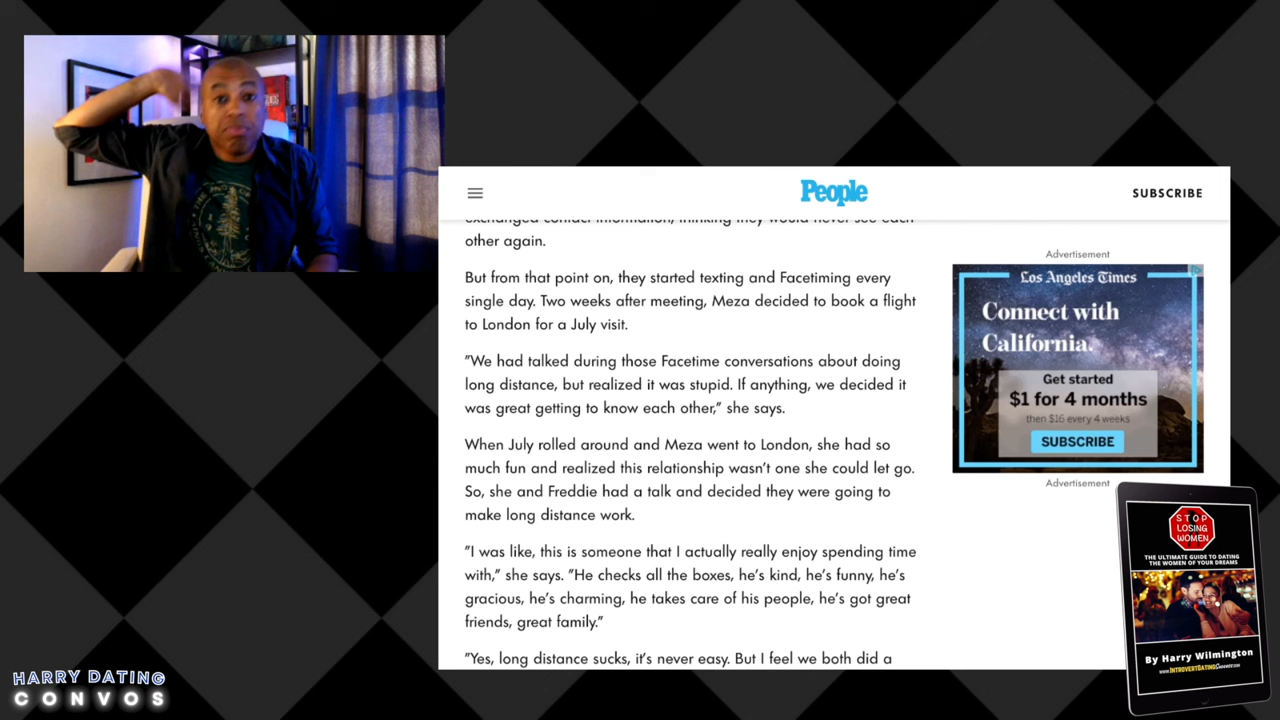 People
SUBSCRIBE
exchanged contact information, thinking they would never see each
other again.
But from that point on, they started texting and Facetiming every
single day. Two weeks after meeting, Meza decided to book a flight
to London for a July visit.
"We had talked during those Facetime conversations about doing
long distance, but realized it was stupid. If anything, we decided it
was great getting to know each other," she says.
When July rolled around and Meza went to London, she had so
much fun and realized this relationship wasn't one she could let go.
So, she and Freddie had a talk and decided they were going to
make long distance work.
"I was like, this is someone that I actually really enjoy spending time
with," she says. "He checks all the boxes, he's kind, he's funny, he's
gracious, he's charming, he takes care of his people, he's got great
friends, great family."
"Yes, long distance sucks, it's never easy. But I feel we both did a
Advertisement
Los Angeles Times
Connect with
California.
Get started
$1 for 4 months
then $16 every 4 weeks
SUBSCRIBE
Advertisement
STOP
LOSING
WOMEN
THE ULTIMATE GUIDE TO DATING
THE WOMEN OF YOUR DREAMS
By Harry Wilmington
HARRY DATING
CONVOS